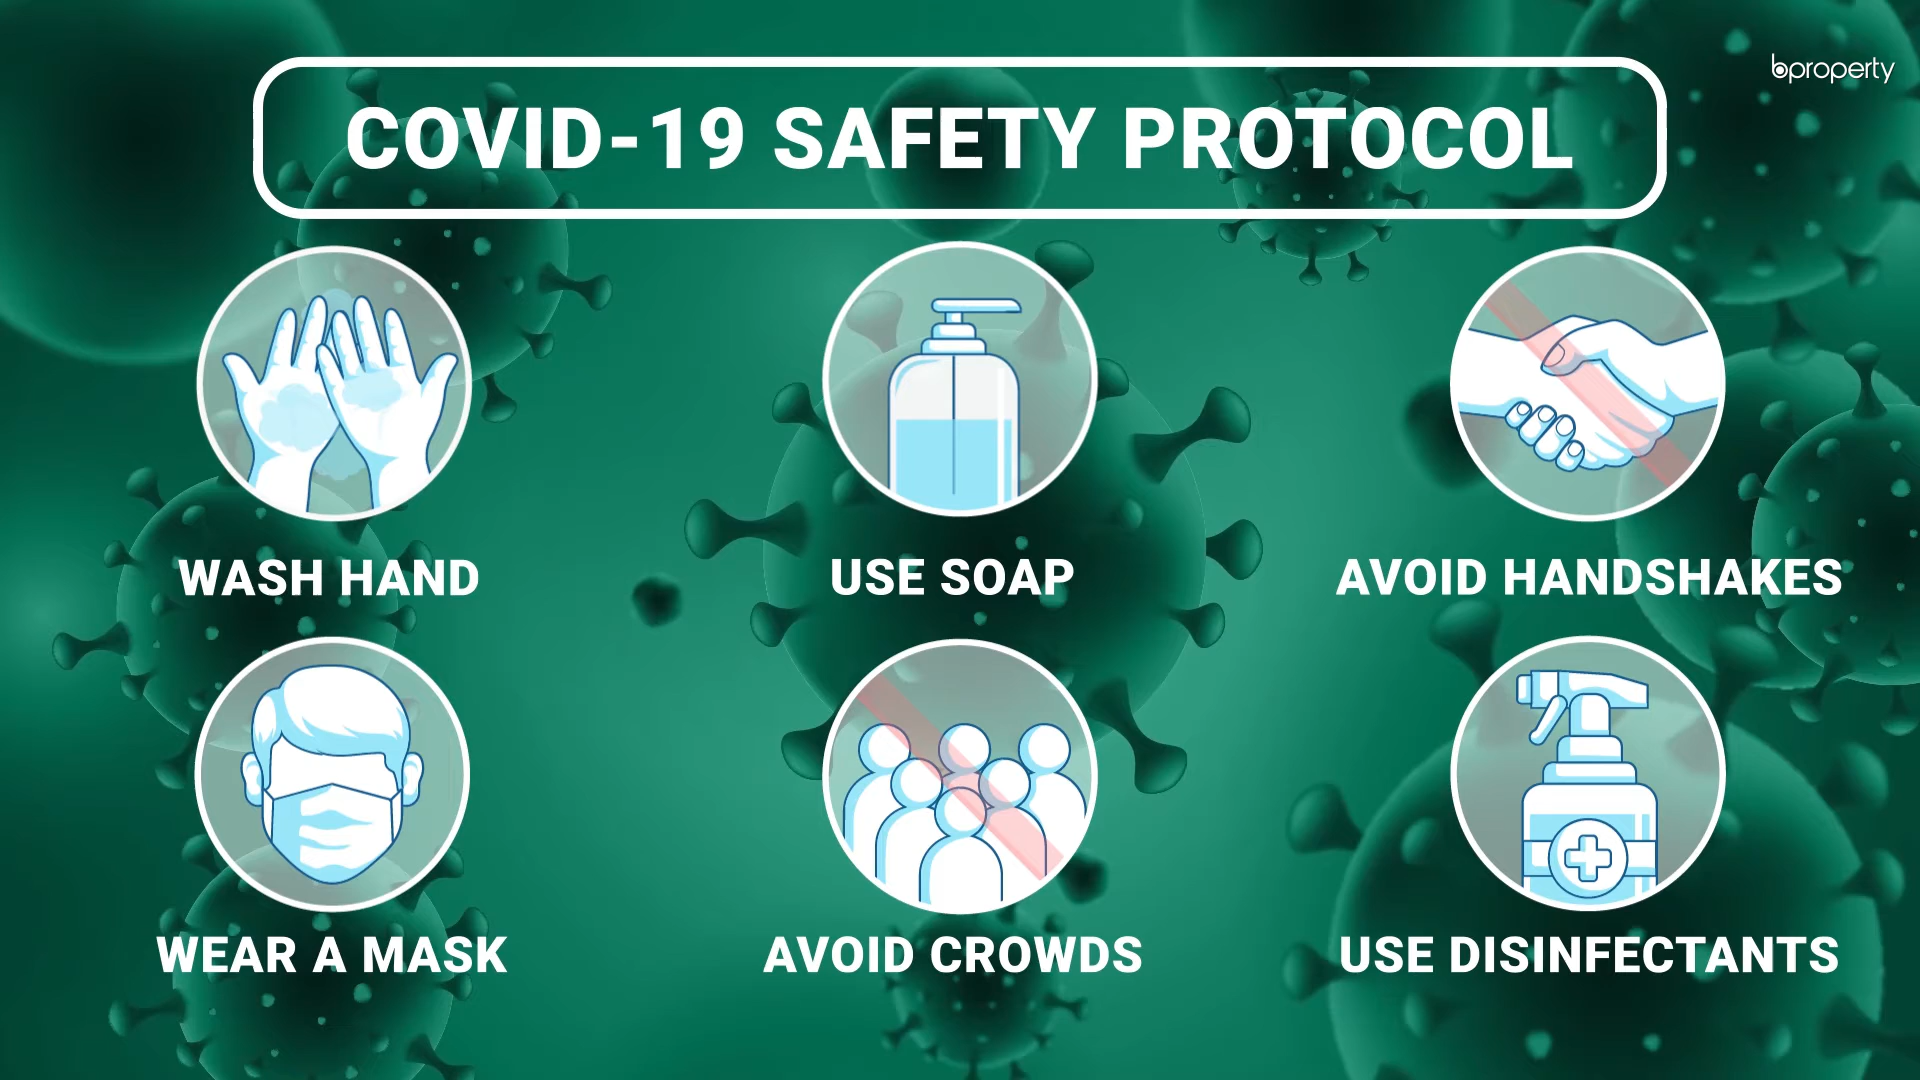 bproperty
COVID-19 SAFETY PROTOCOL
WASH HAND
USE SOAP
AVOID HANDSHAKES
WEAR A MASK
AVOID CROWDS
USE DISINFECTANTS